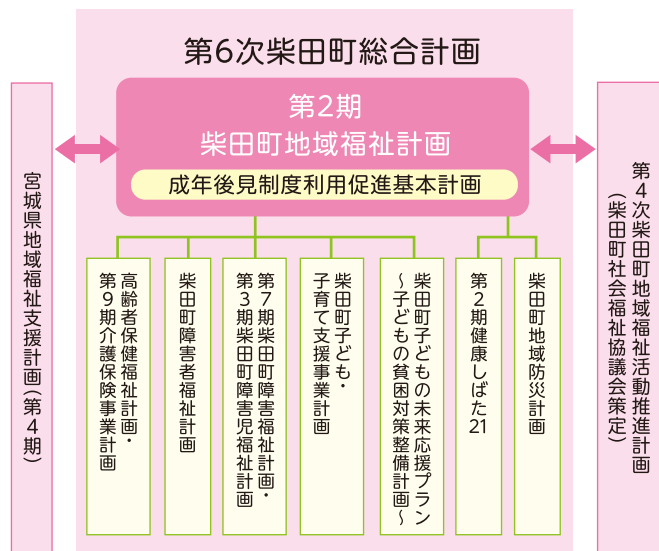 第6次柴田町総合計画
第2期
柴田町地域福祉計画
成年後見制度利用促進基本計画
宮城県地域福祉支援計画（第4期）
高齢者保健福祉計画・
第9期介護保険事業計画
柴田町障害者福祉計画
第7期柴田町障害福祉計画・
第3期柴田町障害児福祉計画
柴田町子ども・
子育て支援事業計画
柴田町子どもの未来応援プラン
～子どもの貧困対策整備計画～
第2期健康しばた21
柴田町地域防災計画
第4次柴田町地域福祉活動推進計画
（柴田町社会福祉協議会策定）